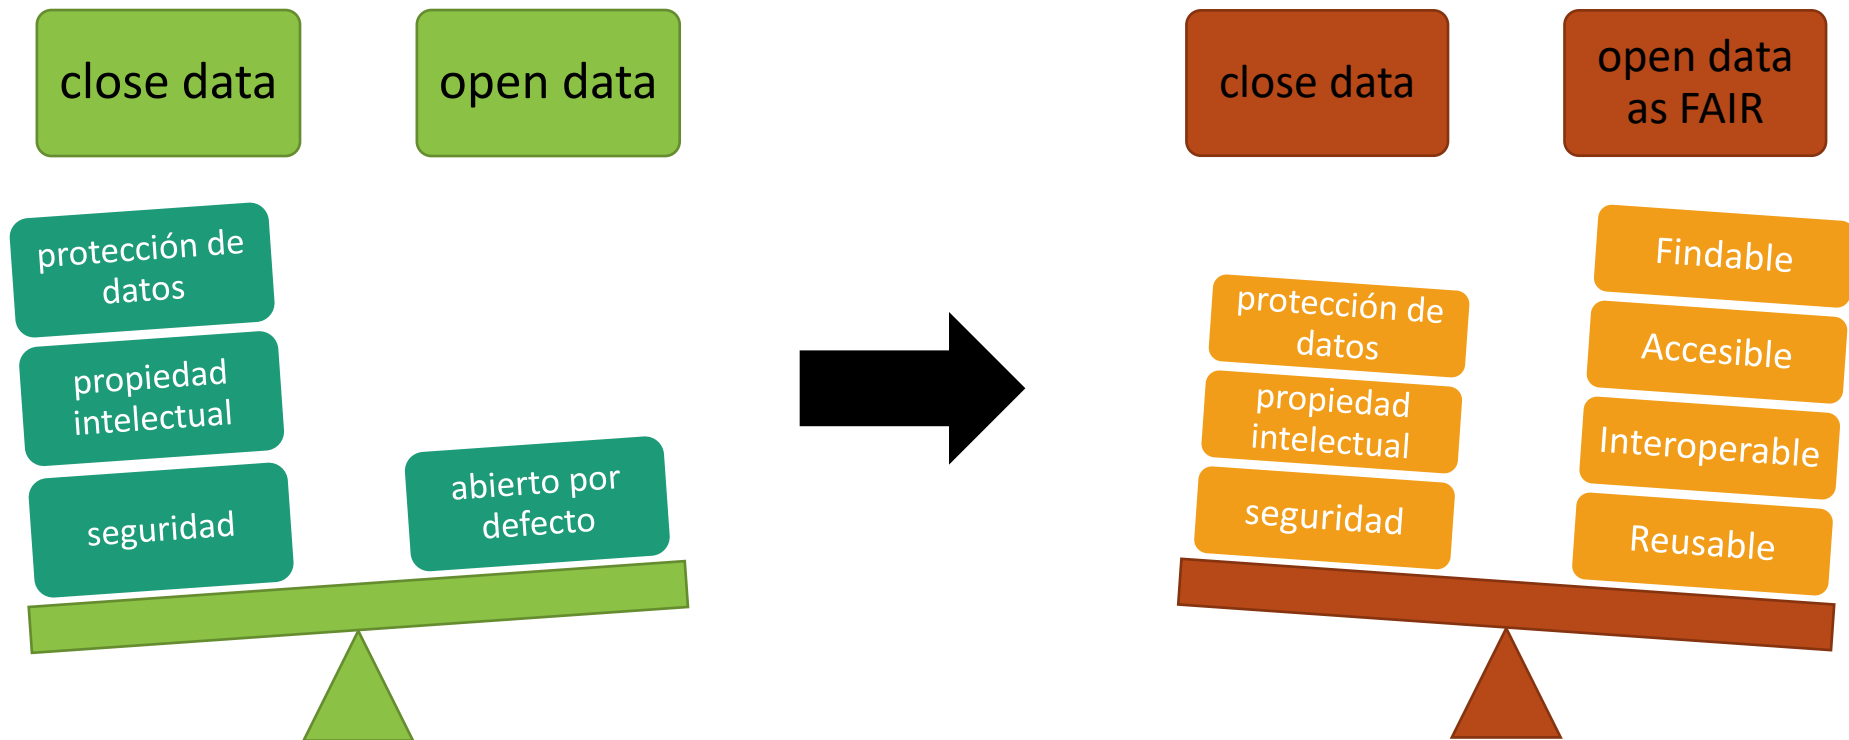 close data
open data
protección de
datos
propiedad
intelectual
seguridad
abierto por
defecto
close data
open data
as FAIR
protección de
datos
propiedad
intelectual
seguridad
Findable
Accesible
Interoperable
Reusable